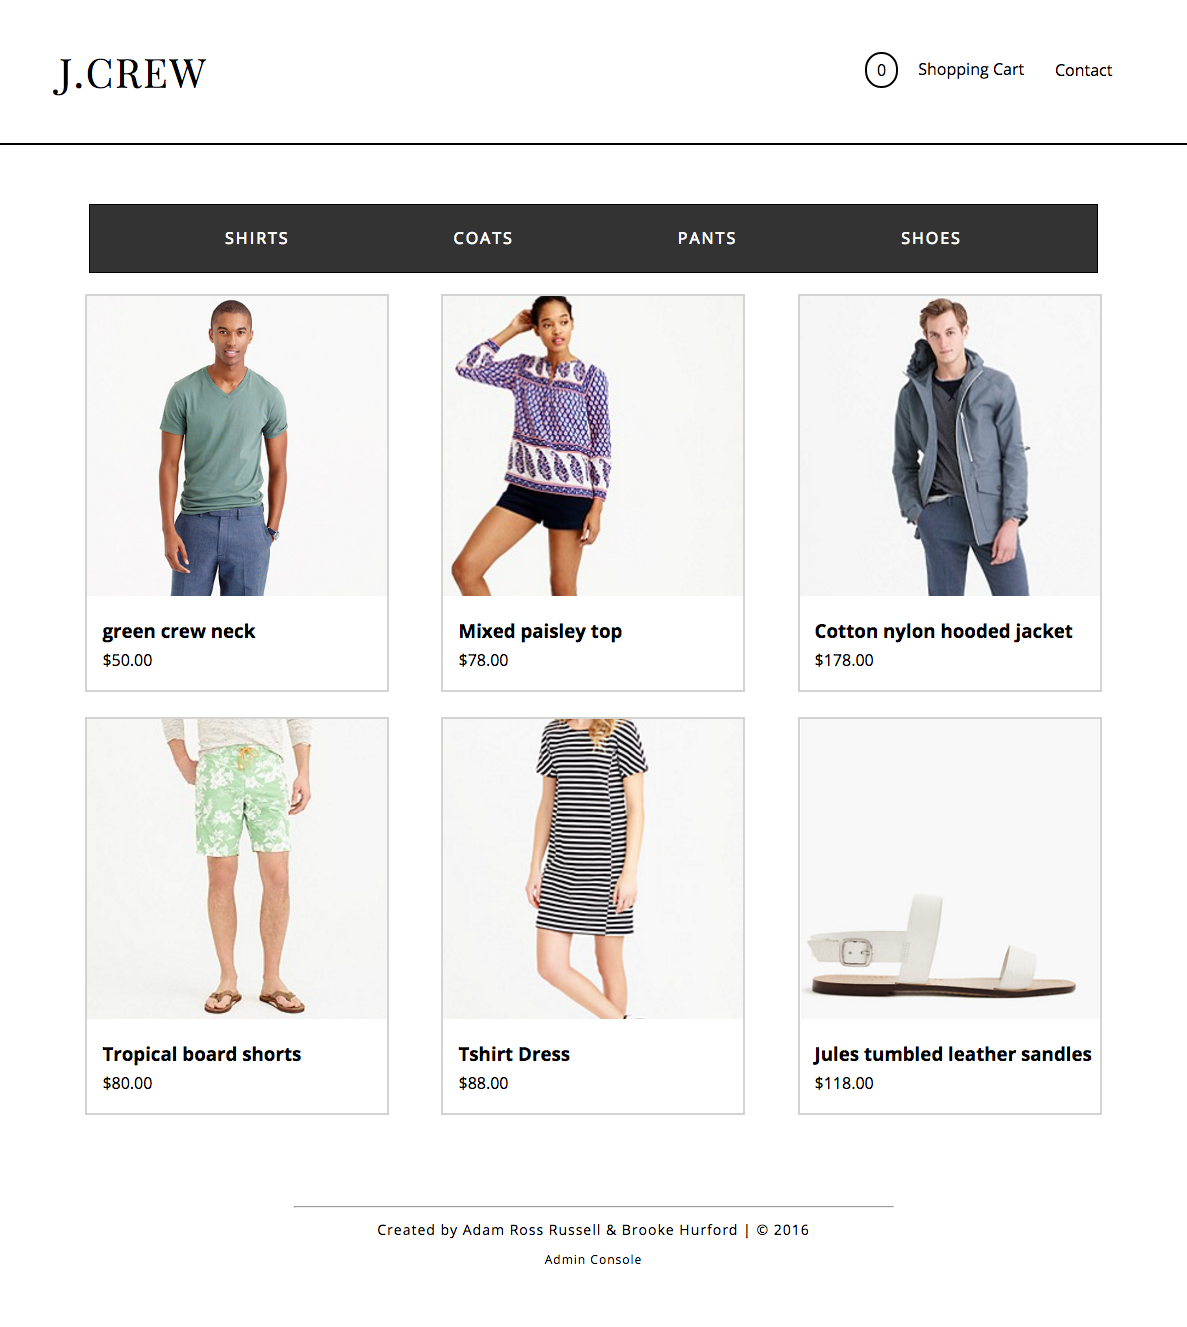 J.CREW
0 Shopping Cart Contact
SHIRTS COATS PANTS SHOES
green crew neck
$50.00
Mixed paisley top
$78.00
Cotton nylon hooded jacket
$178.00
Tropical board shorts
$80.00
Tshirt Dress
$88.00
Jules tumbled leather sandles
$118.00
Created by Adam Ross Russell & Brooke Hurford | © 2016
Admin Console